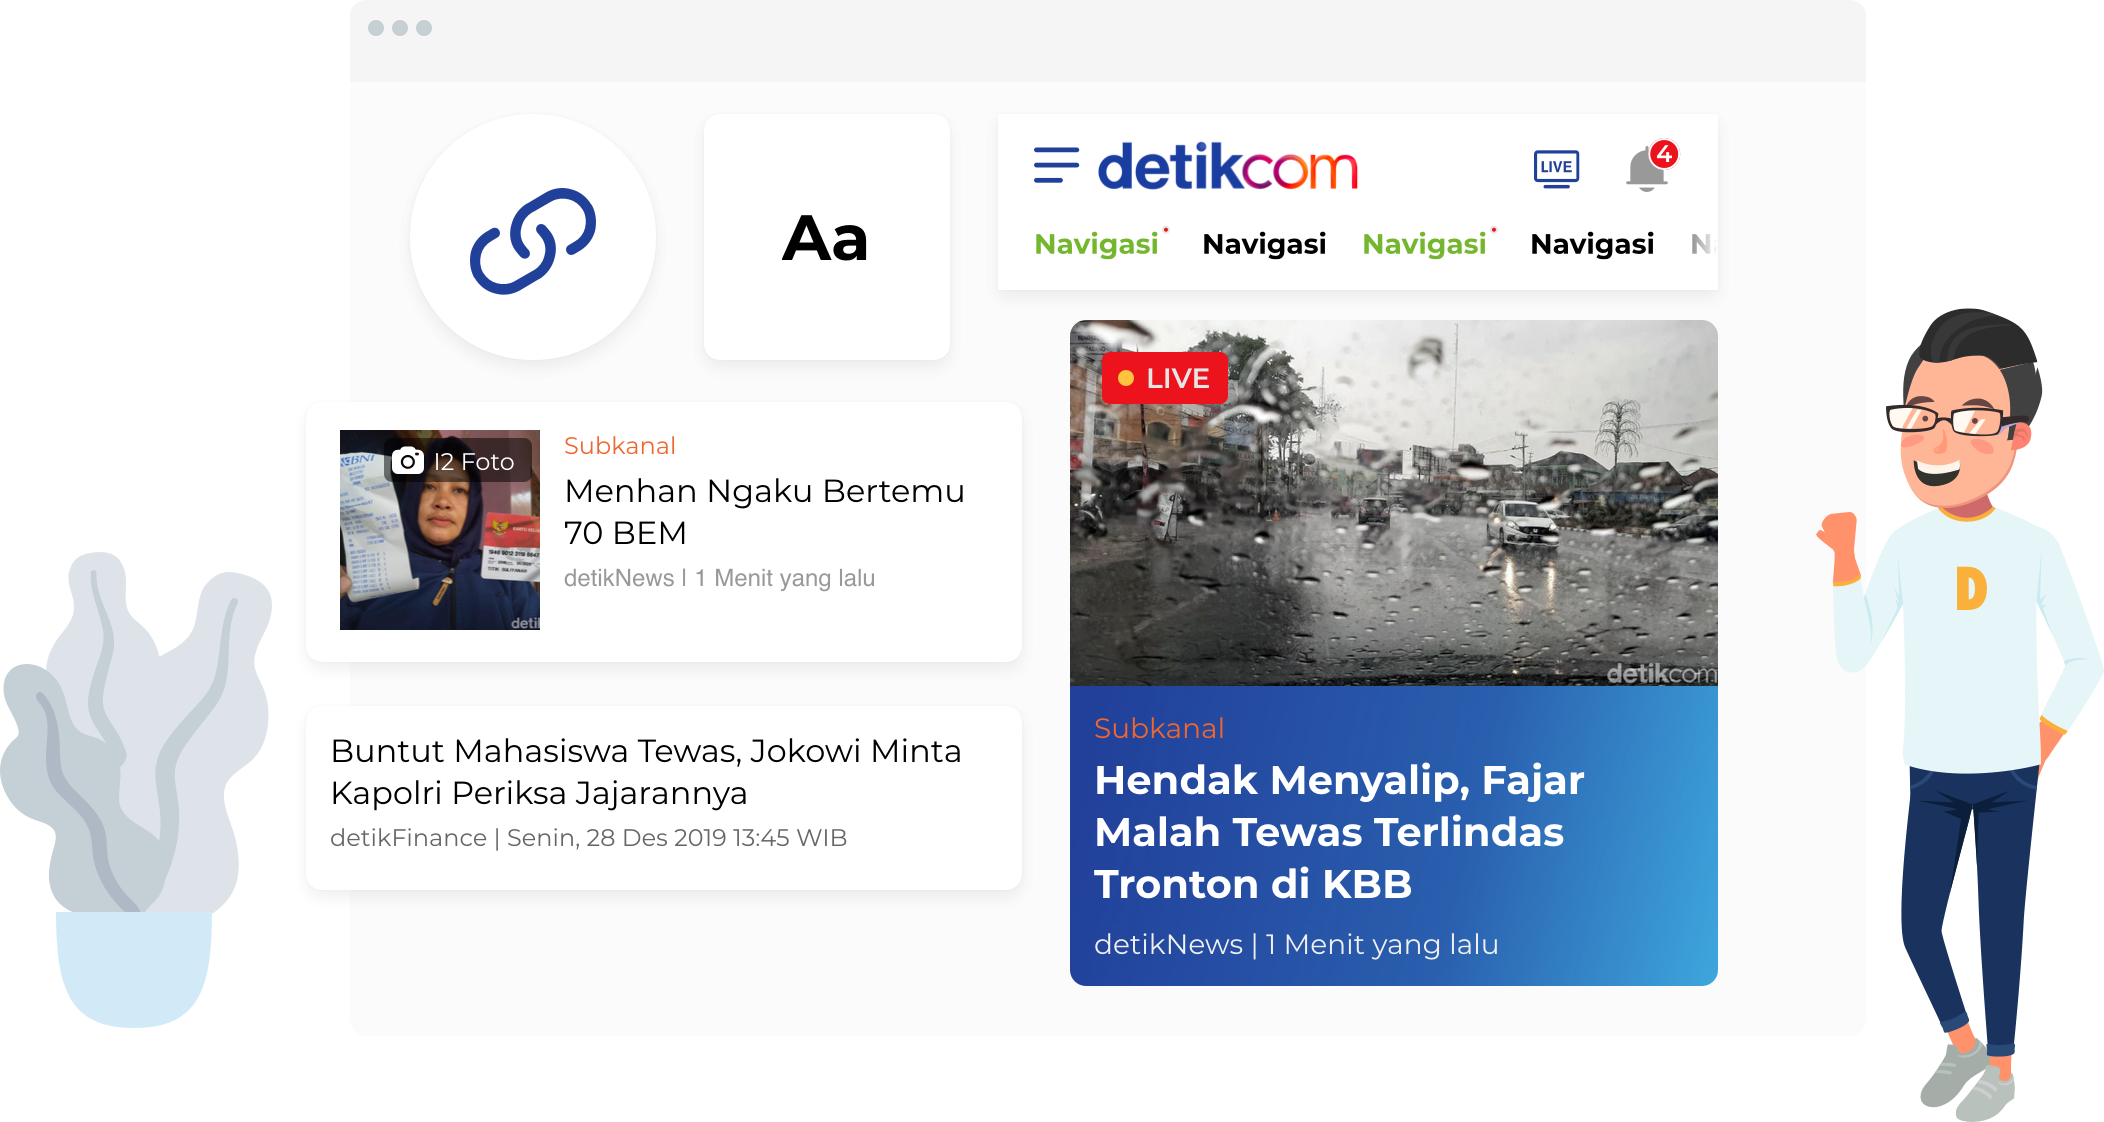 Aa
detikcom
LIVE
4
Navigasi Navigasi Navigasi Navigasi N
BNI
12 Foto
Subkanal
Menhan Ngaku Bertemu
70 BEM
detikNews | 1 Menit yang lalu
detik
Buntut Mahasiswa Tewas, Jokowi Minta
Kapolri Periksa Jajarannya
detikFinance | Senin, 28 Des 2019 13:45 WIB
LIVE
detikcom
Subkanal
Hendak Menyalip, Fajar
Malah Tewas Terlindas
Tronton di KBB
detikNews | 1 Menit yang lalu
D